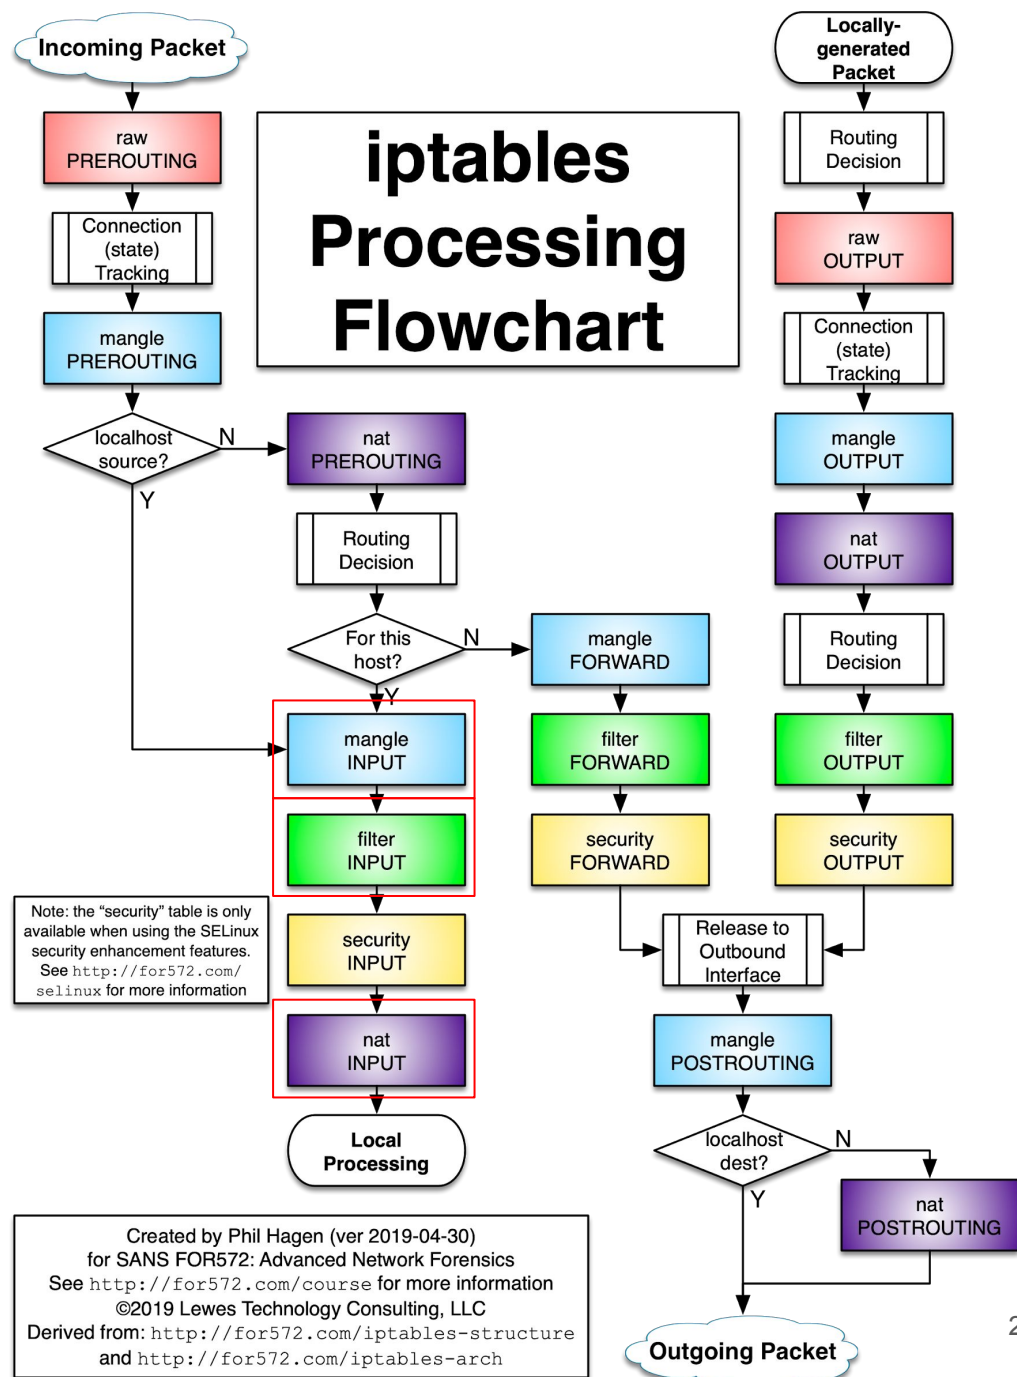 Incoming Packet
raw
PREROUTING
Connection
(state)
Tracking
mangle
PREROUTING
localhost
source?
N
Y
nat
PREROUTING
Routing
Decision
For this
host?
N
Y
mangle
INPUT
filter
INPUT
security
INPUT
nat
INPUT
Local
Processing
mangle
FORWARD
filter
FORWARD
security
FORWARD
iptables
Processing
Flowchart
Locally-
generated
Packet
Routing
Decision
raw
OUTPUT
Connection
(state)
Tracking
mangle
OUTPUT
nat
OUTPUT
Routing
Decision
filter
OUTPUT
security
OUTPUT
Release to
Outbound
Interface
mangle
POSTROUTING
localhost
dest?
N
Y
nat
POSTROUTING
Outgoing Packet
Note: the “security” table is only
available when using the SELinux
security enhancement features.
See http://for572.com/
selinux for more information
Created by Phil Hagen (ver 2019-04-30)
for SANS FOR572: Advanced Network Forensics
See http://for572.com/course for more information
©2019 Lewes Technology Consulting, LLC
Derived from: http://for572.com/iptables-structure
and http://for572.com/iptables-arch
2